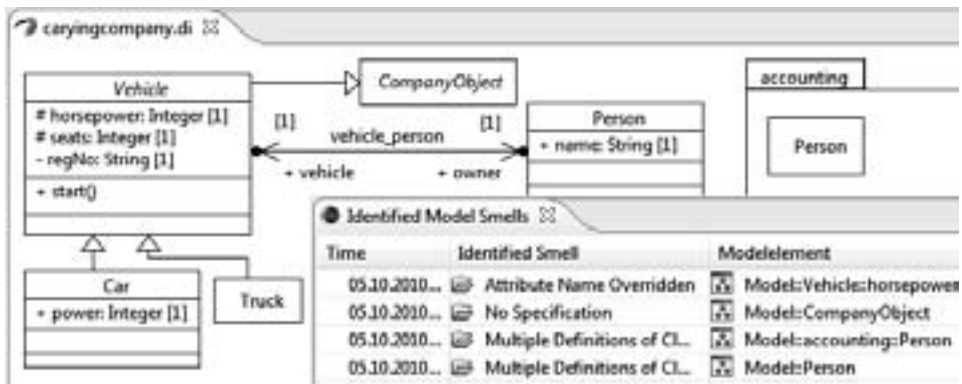 caryingcompany.di
Vehicle
# horsepower: Integer [1]
# seats: Integer [1]
- regNo: String [1]
+ start()
CompanyObject
[1]
vehicle_person
[1]
+ vehicle
+ owner
Person
+ name: String [1]
accounting
Person
Car
+ power: Integer [1]
Truck
Identified Model Smells
Time Identified Smell Modelelement
05.10.2010... Attribute Name Overridden Model::Vehicle::horsepower
05.10.2010... No Specification Model::CompanyObject
05.10.2010... Multiple Definitions of Cl... Model::accounting::Person
05.10.2010... Multiple Definitions of Cl... Model::Person